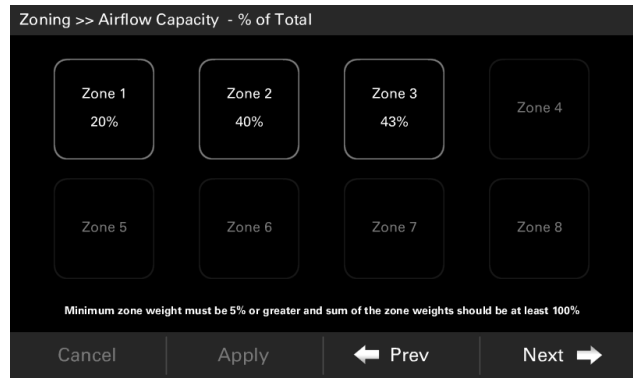 Zoning >> Airflow Capacity - % of Total
Zone 1
20%
Zone 2
40%
Zone 3
43%
Zone 4
Zone 5
Zone 6
Zone 7
Zone 8
Minimum zone weight must be 5% or greater and sum of the zone weights should be at least 100%
Cancel
Apply
Prev
Next